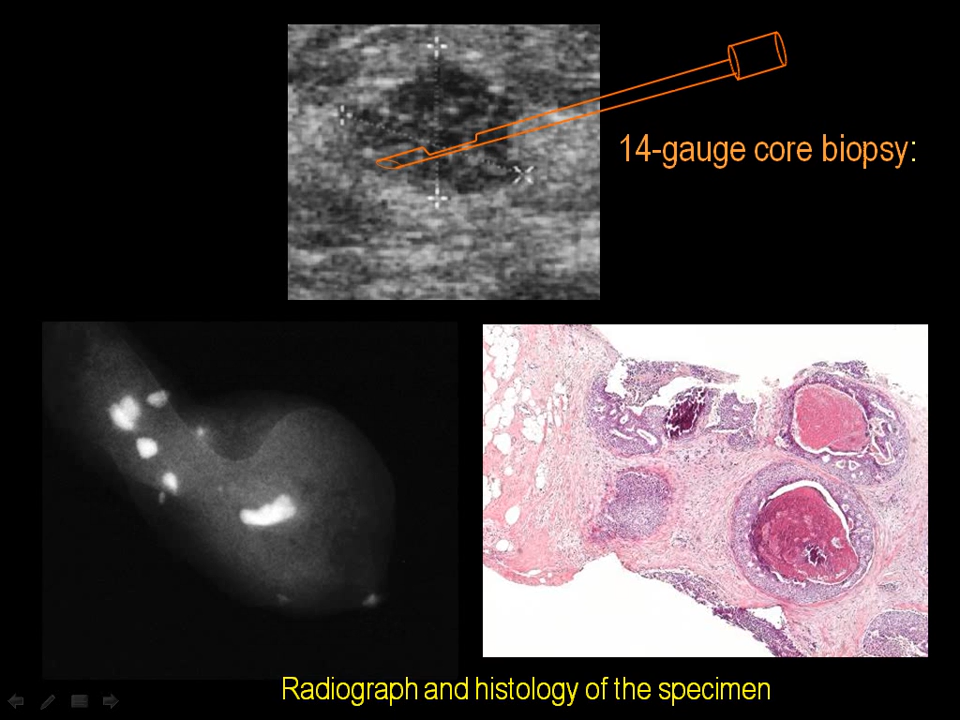 14-gauge core biopsy:
Radiograph and histology of the specimen